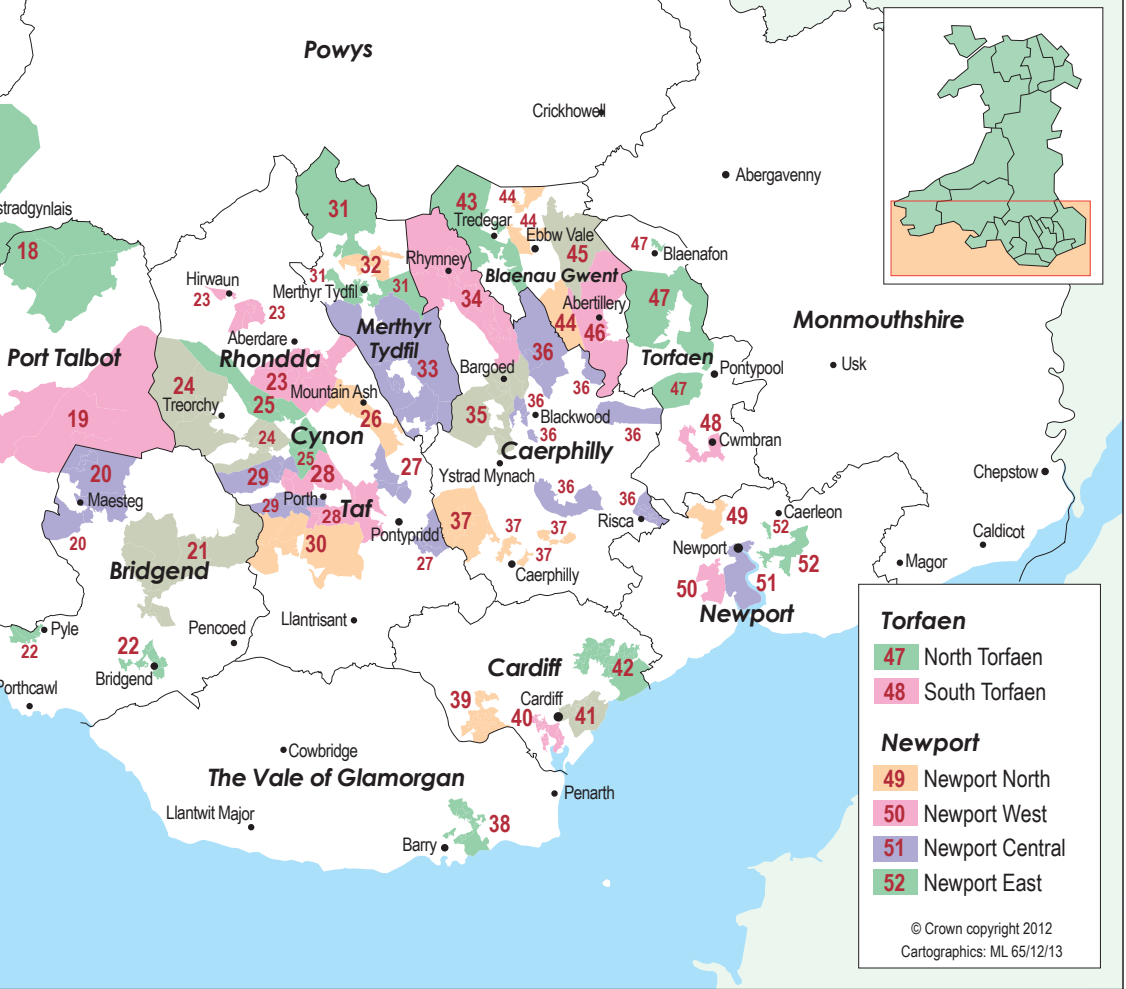 Powys
Crickhowell
Abergavenny
stradgynlais
18
31
43
44
Tredegar
44
Ebbw Vale
45
47
Blaenafon
Hirwaun
23
31
32
Rhymney
Blaenau Gwent
Merthyr Tydfil
31
34
47
23
44
Abertillery
46
Monmouthshire
Aberdare
Merthyr
Tydfil
Port Talbot
Rhondda
33
36
Torfaen
Pontypool
Usk
24
23
Mountain Ash
Bargoed
36
47
Treorchy
25
26
35
36
Blackwood
19
24
Cynon
36
36
48
Cwmbran
Caerphilly
25
20
29
28
27
Ystrad Mynach
Chepstow
Maesteg
29
Porth
Taf
36
36
28
Risca
49
Caerleon
20
Pontypridd
37
37
37
52
Caldicot
21
30
27
37
Newport
52
Magor
Bridgend
Caerphilly
50
51
Newport
Llantrisant
Pyle
22
22
Pencoed
Cardiff
42
Bridgend
Porthcawl
39
Cardiff
40
41
Cowbridge
The Vale of Glamorgan
Penarth
Llantwit Major
38
Barry
Torfaen
47 North Torfaen
48 South Torfaen
Newport
49 Newport North
50 Newport West
51 Newport Central
52 Newport East
© Crown copyright 2012
Cartographics: ML 65/12/13